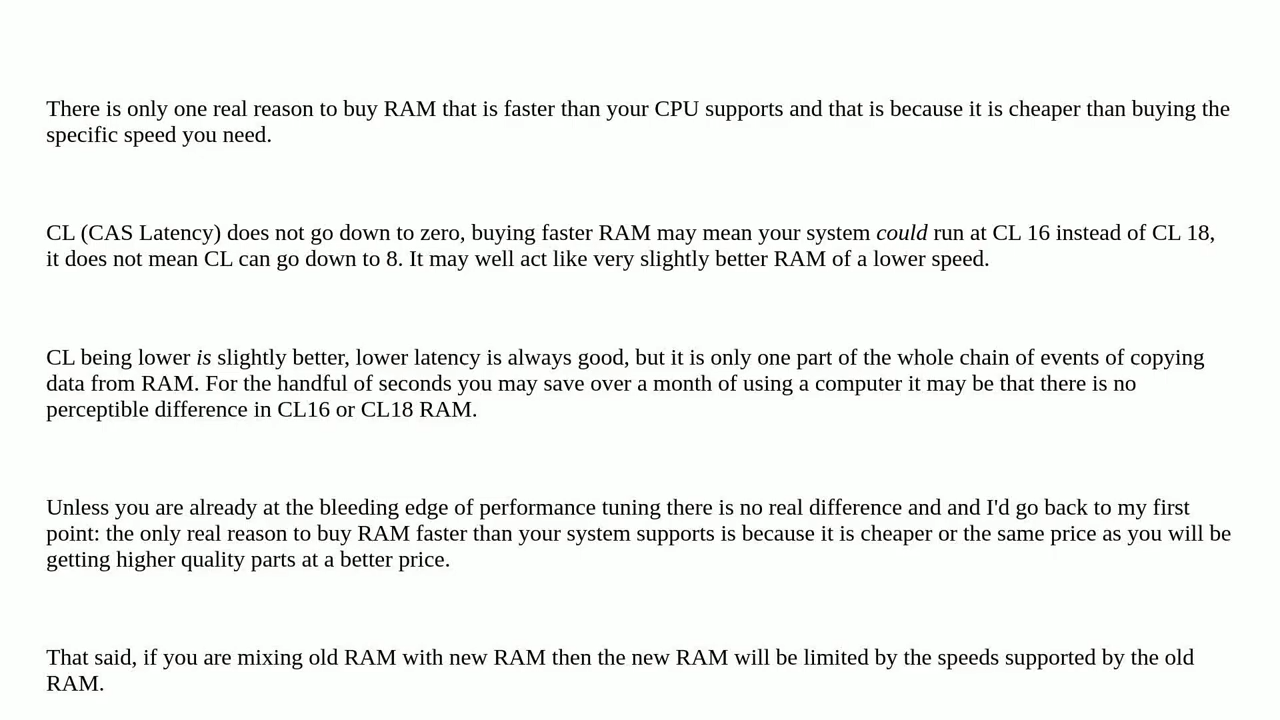 There is only one real reason to buy RAM that is faster than your CPU supports and that is because it is cheaper than buying the
specific speed you need.
CL (CAS Latency) does not go down to zero, buying faster RAM may mean your system could run at CL 16 instead of CL 18,
it does not mean CL can go down to 8. It may well act like very slightly better RAM of a lower speed.
CL being lower is slightly better, lower latency is always good, but it is only one part of the whole chain of events of copying
data from RAM. For the handful of seconds you may save over a month of using a computer it may be that there is no
perceptible difference in CL16 or CL18 RAM.
Unless you are already at the bleeding edge of performance tuning there is no real difference and and I'd go back to my first
point: the only real reason to buy RAM faster than your system supports is because it is cheaper or the same price as you will be
getting higher quality parts at a better price.
That said, if you are mixing old RAM with new RAM then the new RAM will be limited by the speeds supported by the old
RAM.